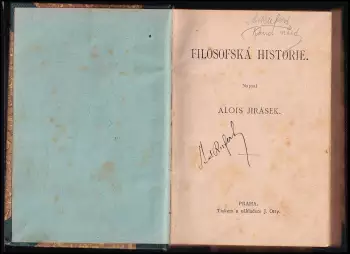 FILOSOFSKÁ HISTORIE.
Napsal
ALOIS JIRÁSEK.
PRAHA.
Tiskem a nákladem J. Otty.